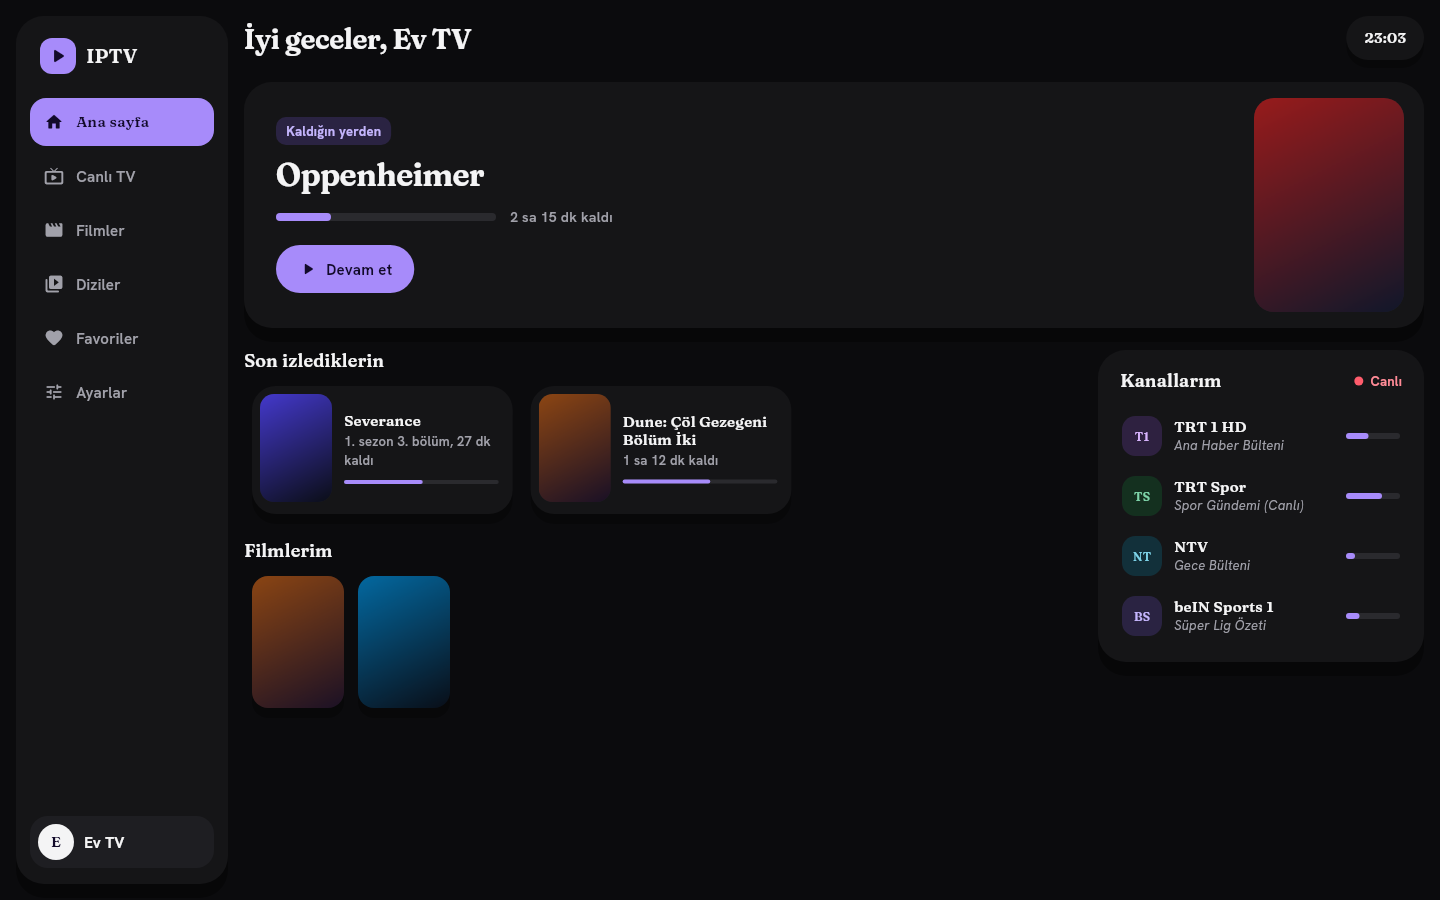 IPTV
Ana sayfa
Canlı TV
Filmler
Diziler
Favoriler
Ayarlar
E
Ev TV
İyi geceler, Ev TV
23:03
Kaldığın yerden
Oppenheimer
2 sa 15 dk kaldı
Devam et
Son izlediklerin
Severance
1. sezon 3. bölüm, 27 dk
kaldı
Dune: Çöl Gezegeni
Bölüm İki
1 sa 12 dk kaldı
Filmlerim
Kanallarım
Canlı
T1
TRT 1 HD
Ana Haber Bülteni
TS
TRT Spor
Spor Gündemi (Canlı)
NT
NTV
Gece Bülteni
BS
beIN Sports 1
Süper Lig Özeti